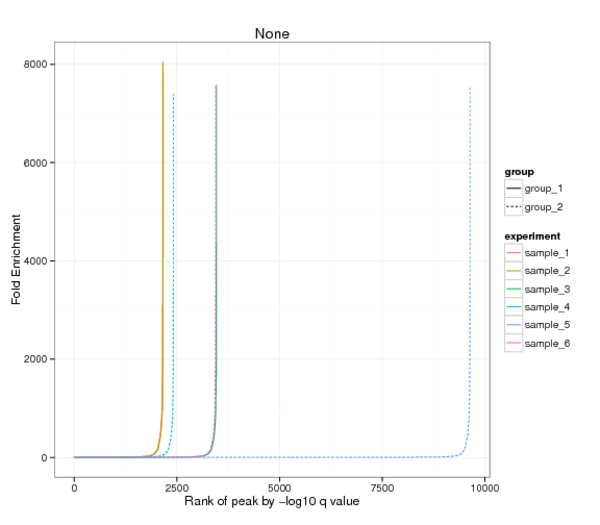 None
8000
6000
4000
2000
0
Fold Enrichment
0
2500
5000
7500
10000
Rank of peak by −log10 q value
group
group_1
group_2
experiment
sample_1
sample_2
sample_3
sample_4
sample_5
sample_6